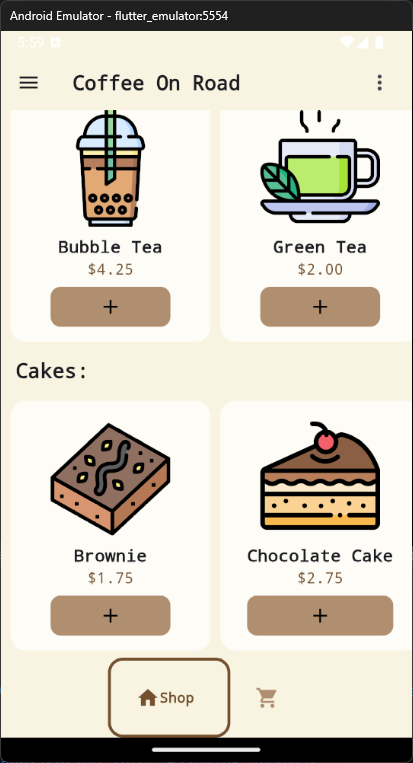 Android Emulator - flutter_emulator:5554
5:59
Coffee On Road
Bubble Tea
$4.25
+
Green Tea
$2.00
+
Cakes:
Brownie
$1.75
+
Chocolate Cake
$2.75
+
Shop